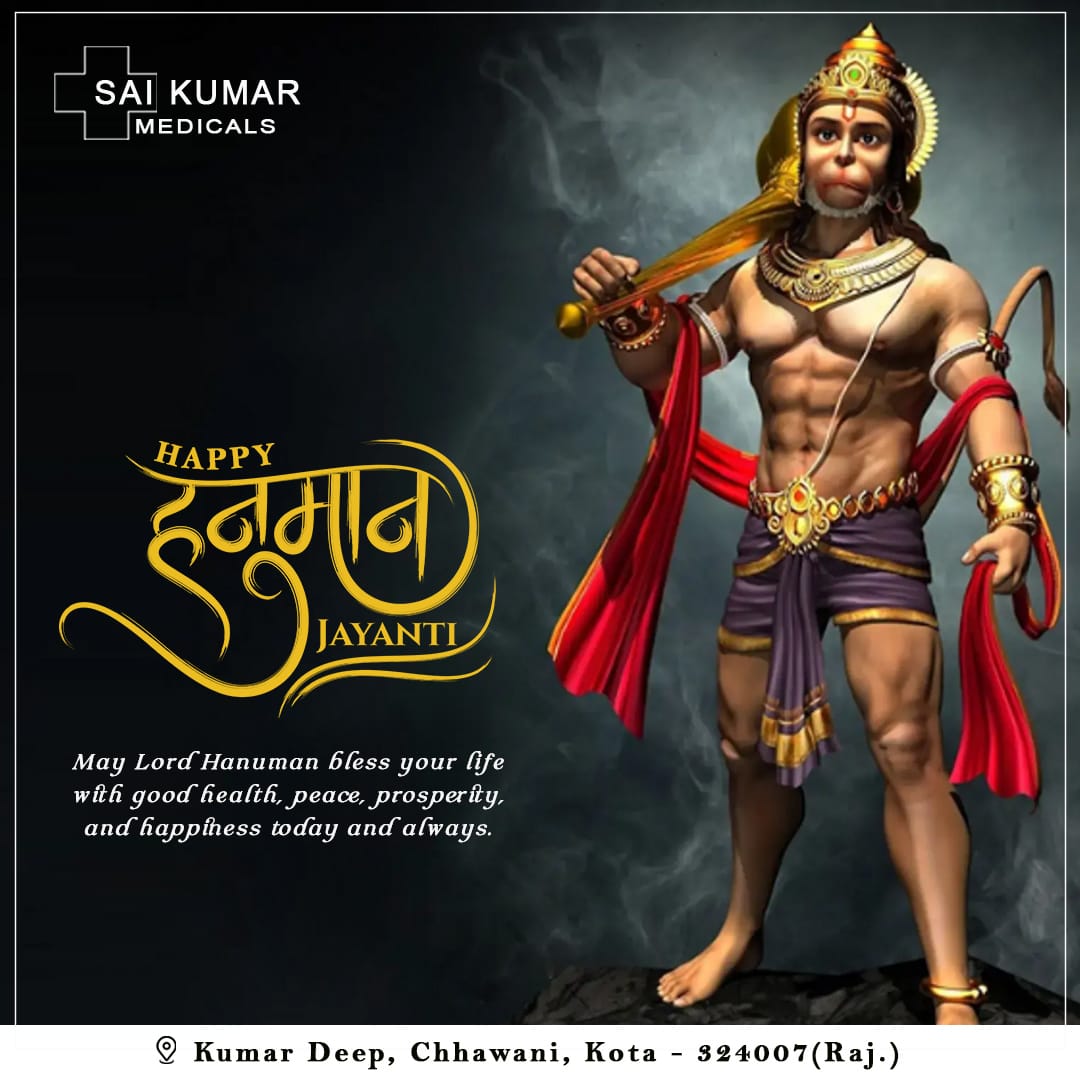 SAI KUMAR
MEDICALS
HAPPY
हनुमान
JAYANTI
May Lord Hanuman bless your life
with good health, peace, prosperity,
and happiness today and always.
Kumar Deep, Chhawani, Kota - 324007(Raj.)